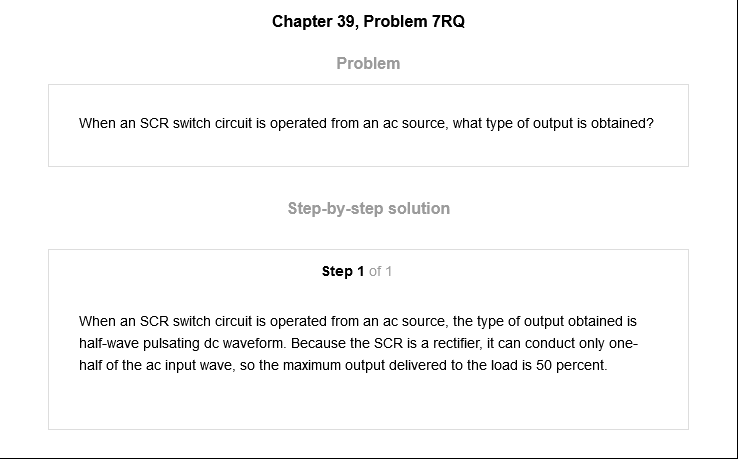 Chapter 39, Problem 7RQ
Problem
When an SCR switch circuit is operated from an ac source, what type of output is obtained?
Step-by-step solution
Step 1 of 1
When an SCR switch circuit is operated from an ac source, the type of output obtained is
half-wave pulsating dc waveform. Because the SCR is a rectifier, it can conduct only one-
half of the ac input wave, so the maximum output delivered to the load is 50 percent.